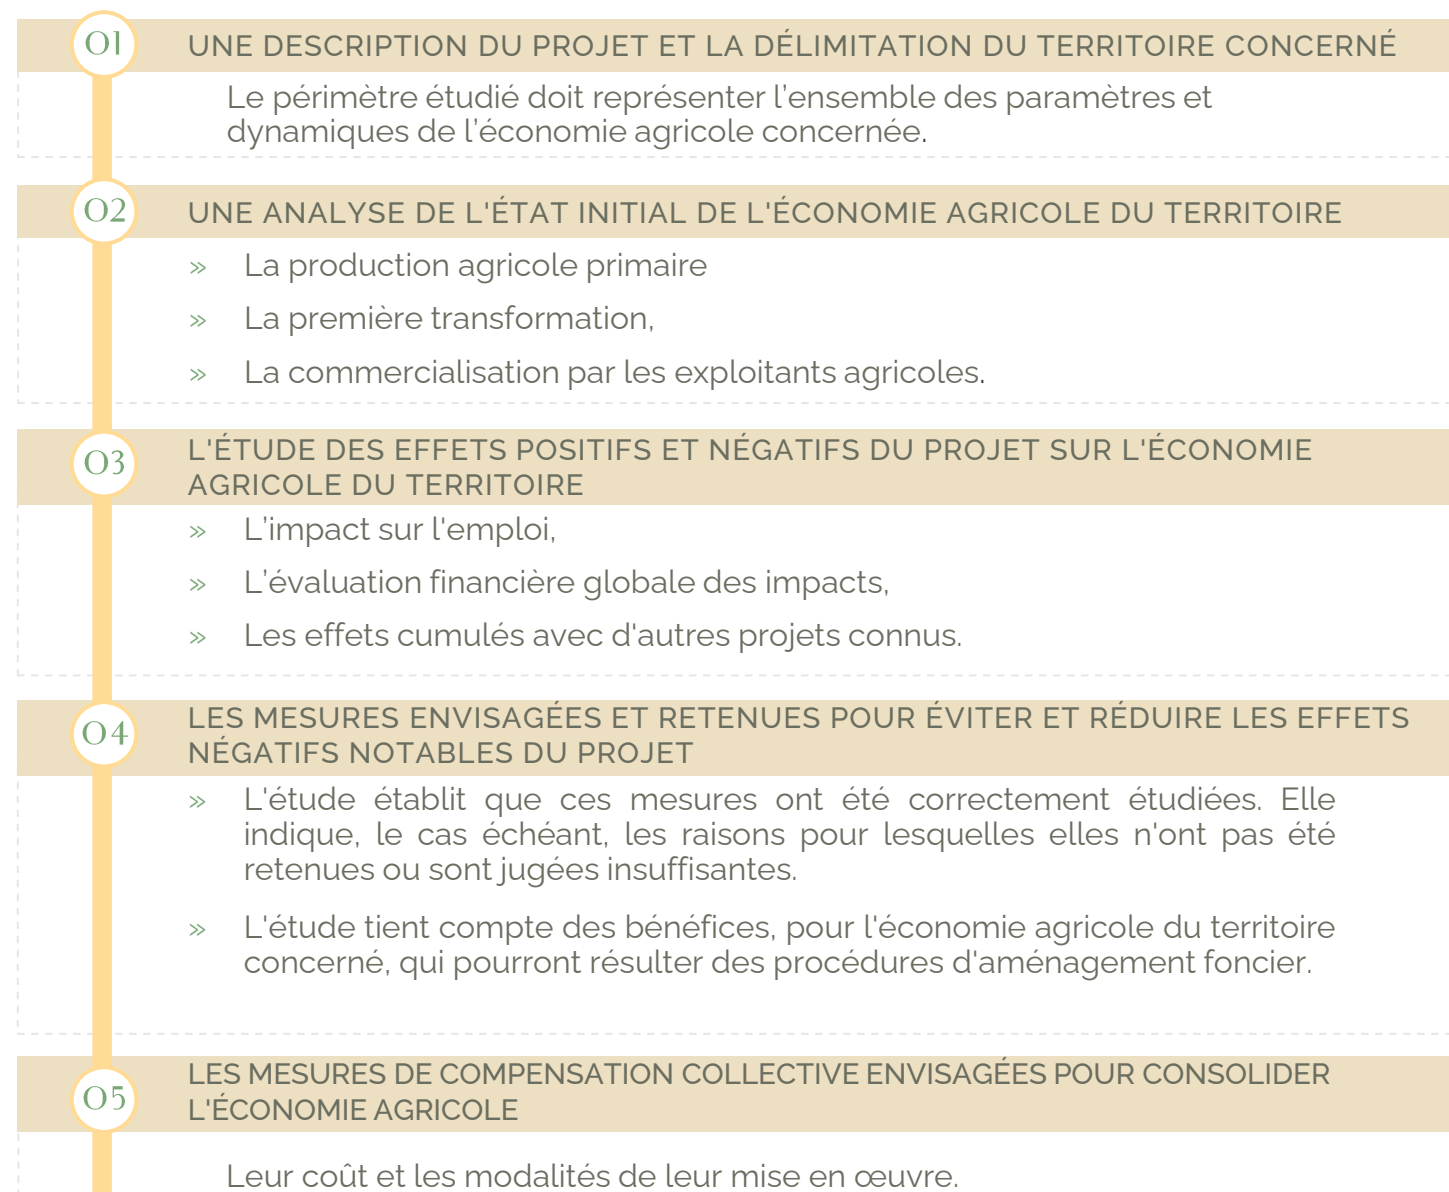 01
UNE DESCRIPTION DU PROJET ET LA DÉLIMITATION DU TERRITOIRE CONCERNÉ
Le périmètre étudié doit représenter l’ensemble des paramètres et
dynamiques de l’économie agricole concernée.
02
UNE ANALYSE DE L'ÉTAT INITIAL DE L'ÉCONOMIE AGRICOLE DU TERRITOIRE
» La production agricole primaire
» La première transformation,
» La commercialisation par les exploitants agricoles.
03
L'ÉTUDE DES EFFETS POSITIFS ET NÉGATIFS DU PROJET SUR L'ÉCONOMIE
AGRICOLE DU TERRITOIRE
» L’impact sur l'emploi,
» L’évaluation financière globale des impacts,
» Les effets cumulés avec d'autres projets connus.
04
LES MESURES ENVISAGÉES ET RETENUES POUR ÉVITER ET RÉDUIRE LES EFFETS
NÉGATIFS NOTABLES DU PROJET
» L'étude établit que ces mesures ont été correctement étudiées. Elle
indique, le cas échéant, les raisons pour lesquelles elles n'ont pas été
retenues ou sont jugées insuffisantes.
» L'étude tient compte des bénéfices, pour l'économie agricole du territoire
concerné, qui pourront résulter des procédures d'aménagement foncier.
05
LES MESURES DE COMPENSATION COLLECTIVE ENVISAGÉES POUR CONSOLIDER
L'ÉCONOMIE AGRICOLE
Leur coût et les modalités de leur mise en œuvre.